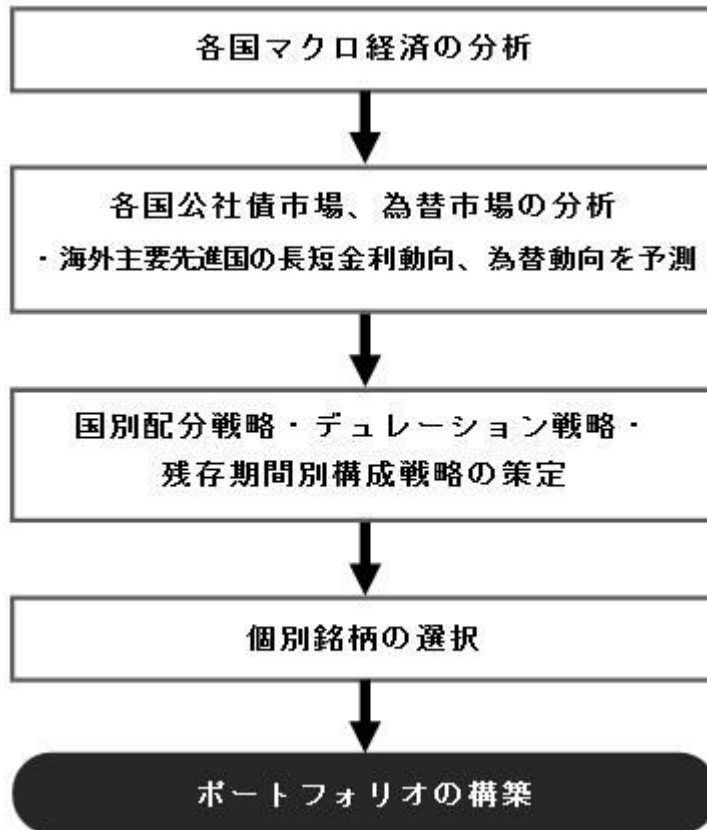 各国マクロ経済の分析
各国公社債市場、為替市場の分析
・海外主要先進国の長短金利動向、為替動向を予測
国別配分戦略・デュレーション戦略・
残存期間別構成戦略の策定
個別銘柄の選択
ポートフォリオの構築